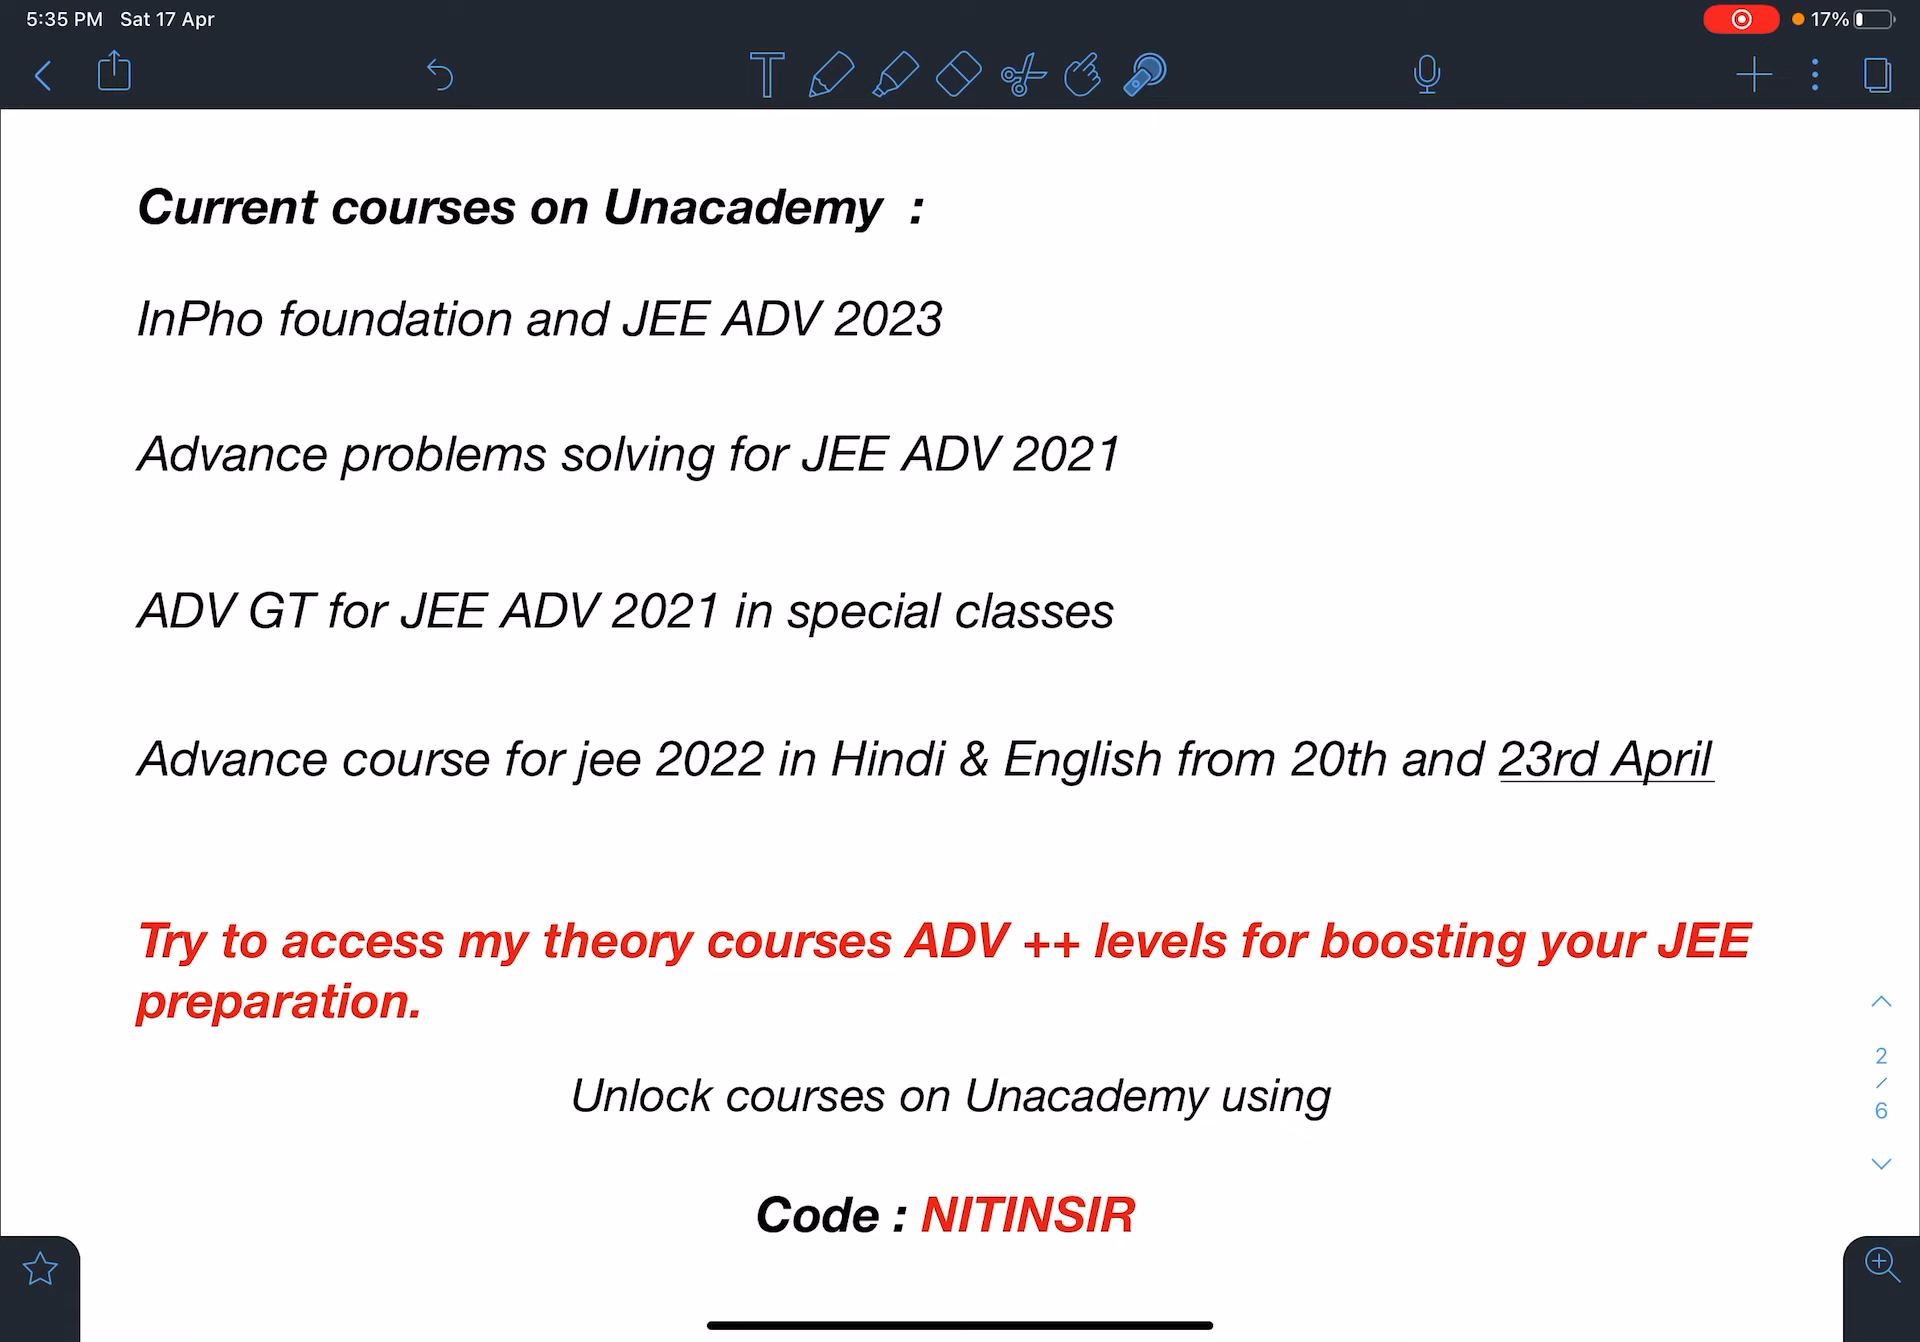 5:35 PM Sat 17 Apr
17%
Current courses on Unacademy :
InPho foundation and JEE ADV 2023
Advance problems solving for JEE ADV 2021
ADV GT for JEE ADV 2021 in special classes
Advance course for jee 2022 in Hindi & English from 20th and 23rd April
Try to access my theory courses ADV ++ levels for boosting your JEE
preparation.
Unlock courses on Unacademy using
Code : NITINSIR
2
/
6